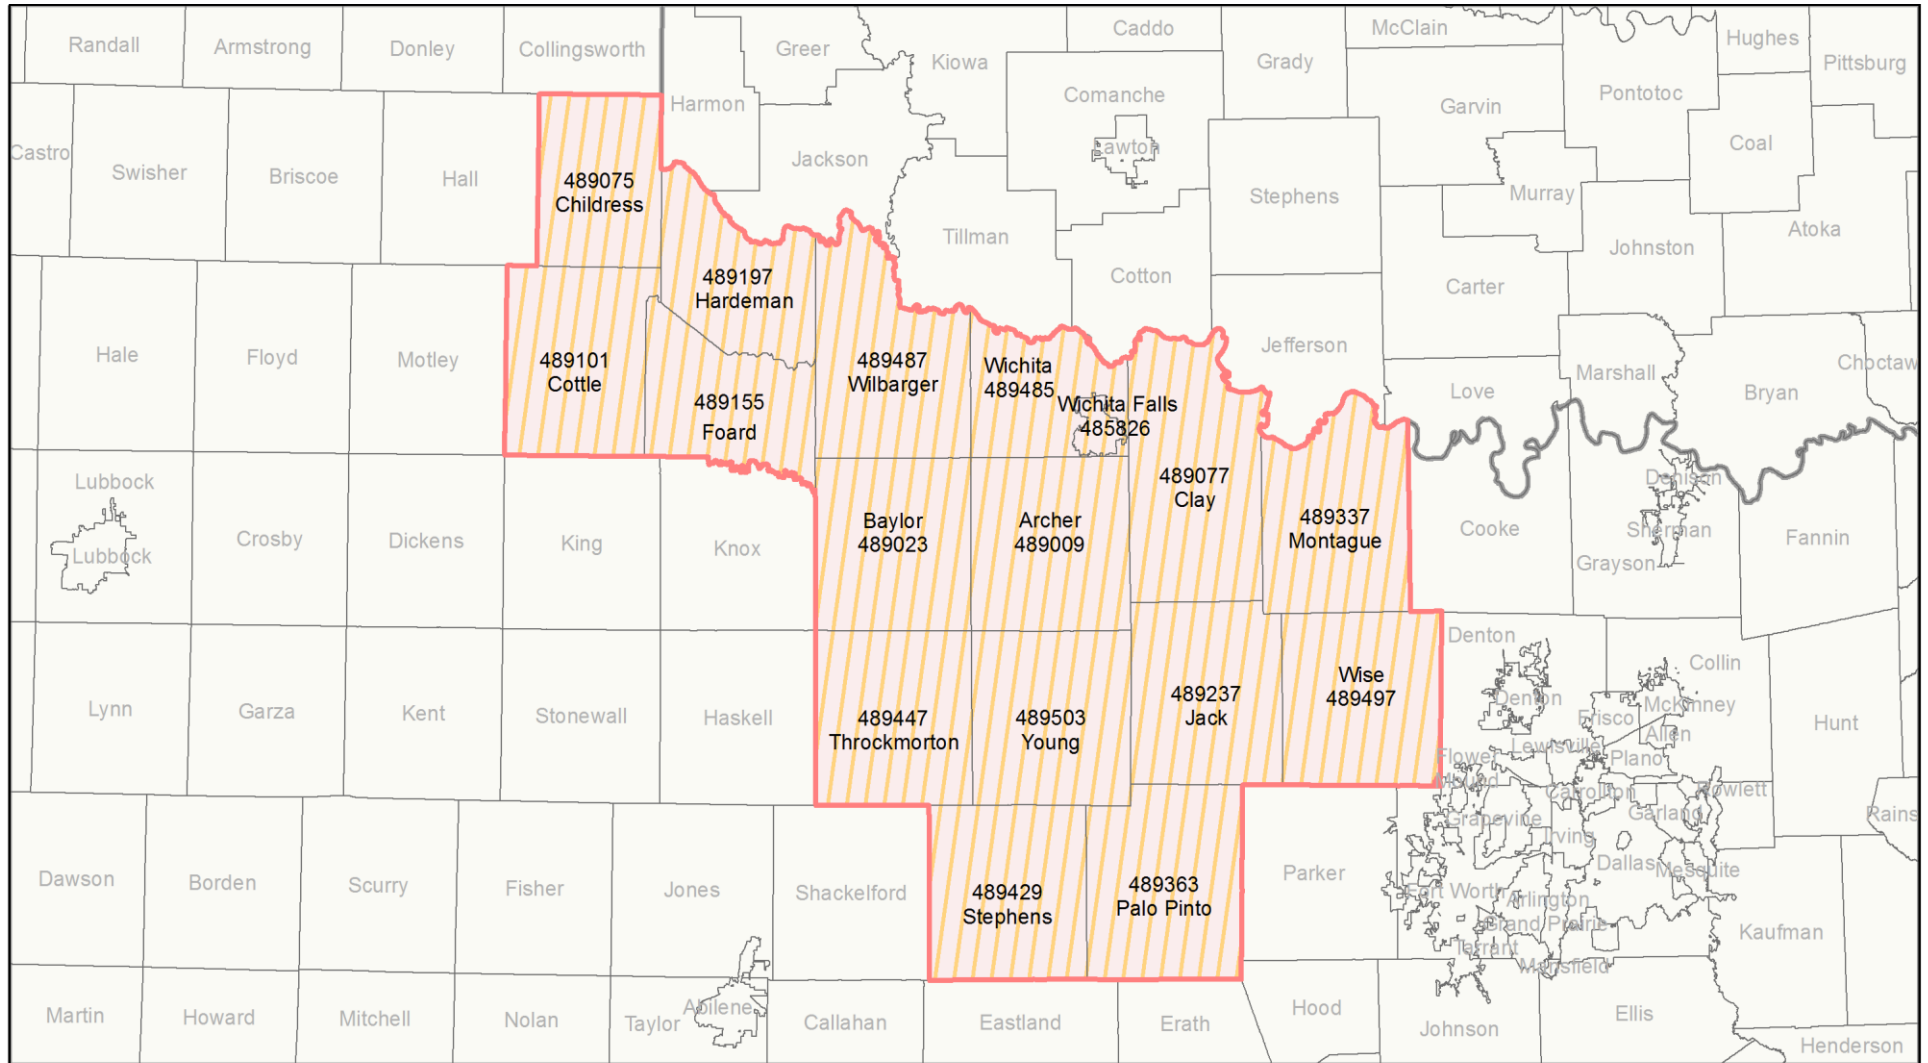 Randall
Armstrong
Donley
Collingsworth
Greer
Kiowa
Caddo
Grady
McClain
Hughes
Pittsburg
Harmon
Comanche
Garvin
Pontotoc
Castro
Swisher
Briscoe
Hall
489075
Childress
Jackson
Lawton
Coal
Stephens
Murray
Tillman
Atoka
Johnston
489197
Hardeman
Cotton
Carter
Hale
Floyd
Motley
489101
Cottle
489155
Foard
489487
Wilbarger
Wichita
489485
Wichita Falls
485826
Jefferson
Love
Marshall
Bryan
Choctaw
Lubbock
Lubbock
Crosby
Dickens
King
Knox
Baylor
489023
Archer
489009
489077
Clay
489337
Montague
Cooke
Denison
Sherman
Grayson
Fannin
Lynn
Garza
Kent
Stonewall
Haskell
489447
Throckmorton
489503
Young
489237
Jack
Wise
489497
Denton
Denton
Collin
McKinney
Frisco
Allen
Lewisville
Plano
Hunt
Flower
Mound
Carrollton
Rowlett
Grapevine
Garland
Irving
Rains
Dawson
Borden
Scurry
Fisher
Jones
Shackelford
489429
Stephens
489363
Palo Pinto
Parker
Dallas
Mesquite
Fort Worth
Arlington
Grand Prairie
Tarrant
Mansfield
Kaufman
Martin
Howard
Mitchell
Nolan
Taylor
Abilene
Callahan
Eastland
Erath
Hood
Johnson
Ellis
Henderson